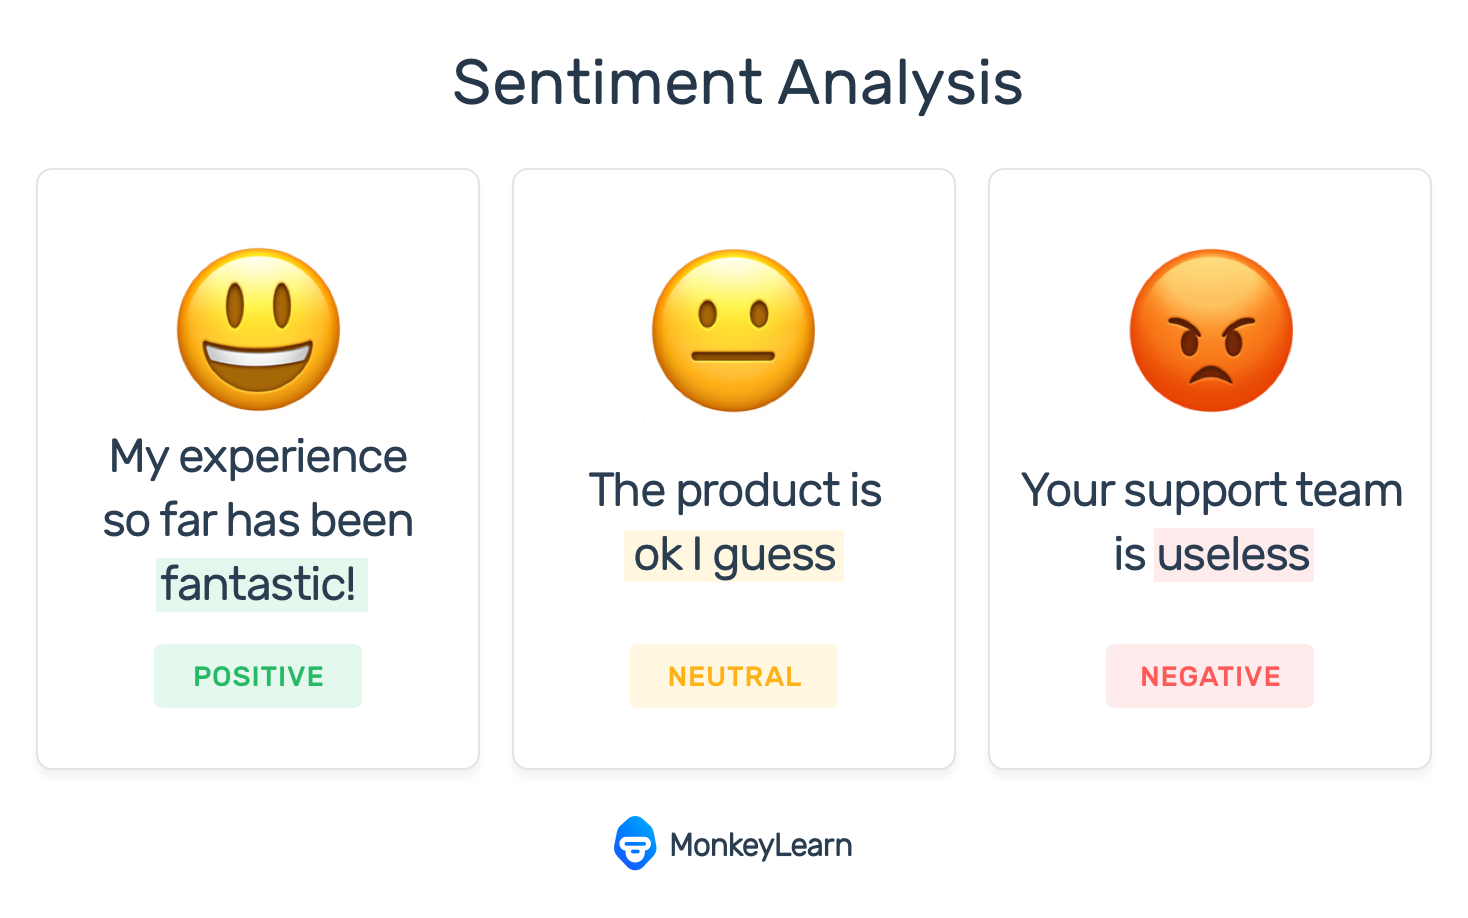 Sentiment Analysis
My experience
so far has been
fantastic!
POSITIVE
The product is
ok I guess
NEUTRAL
Your support team
is useless
NEGATIVE
MonkeyLearn